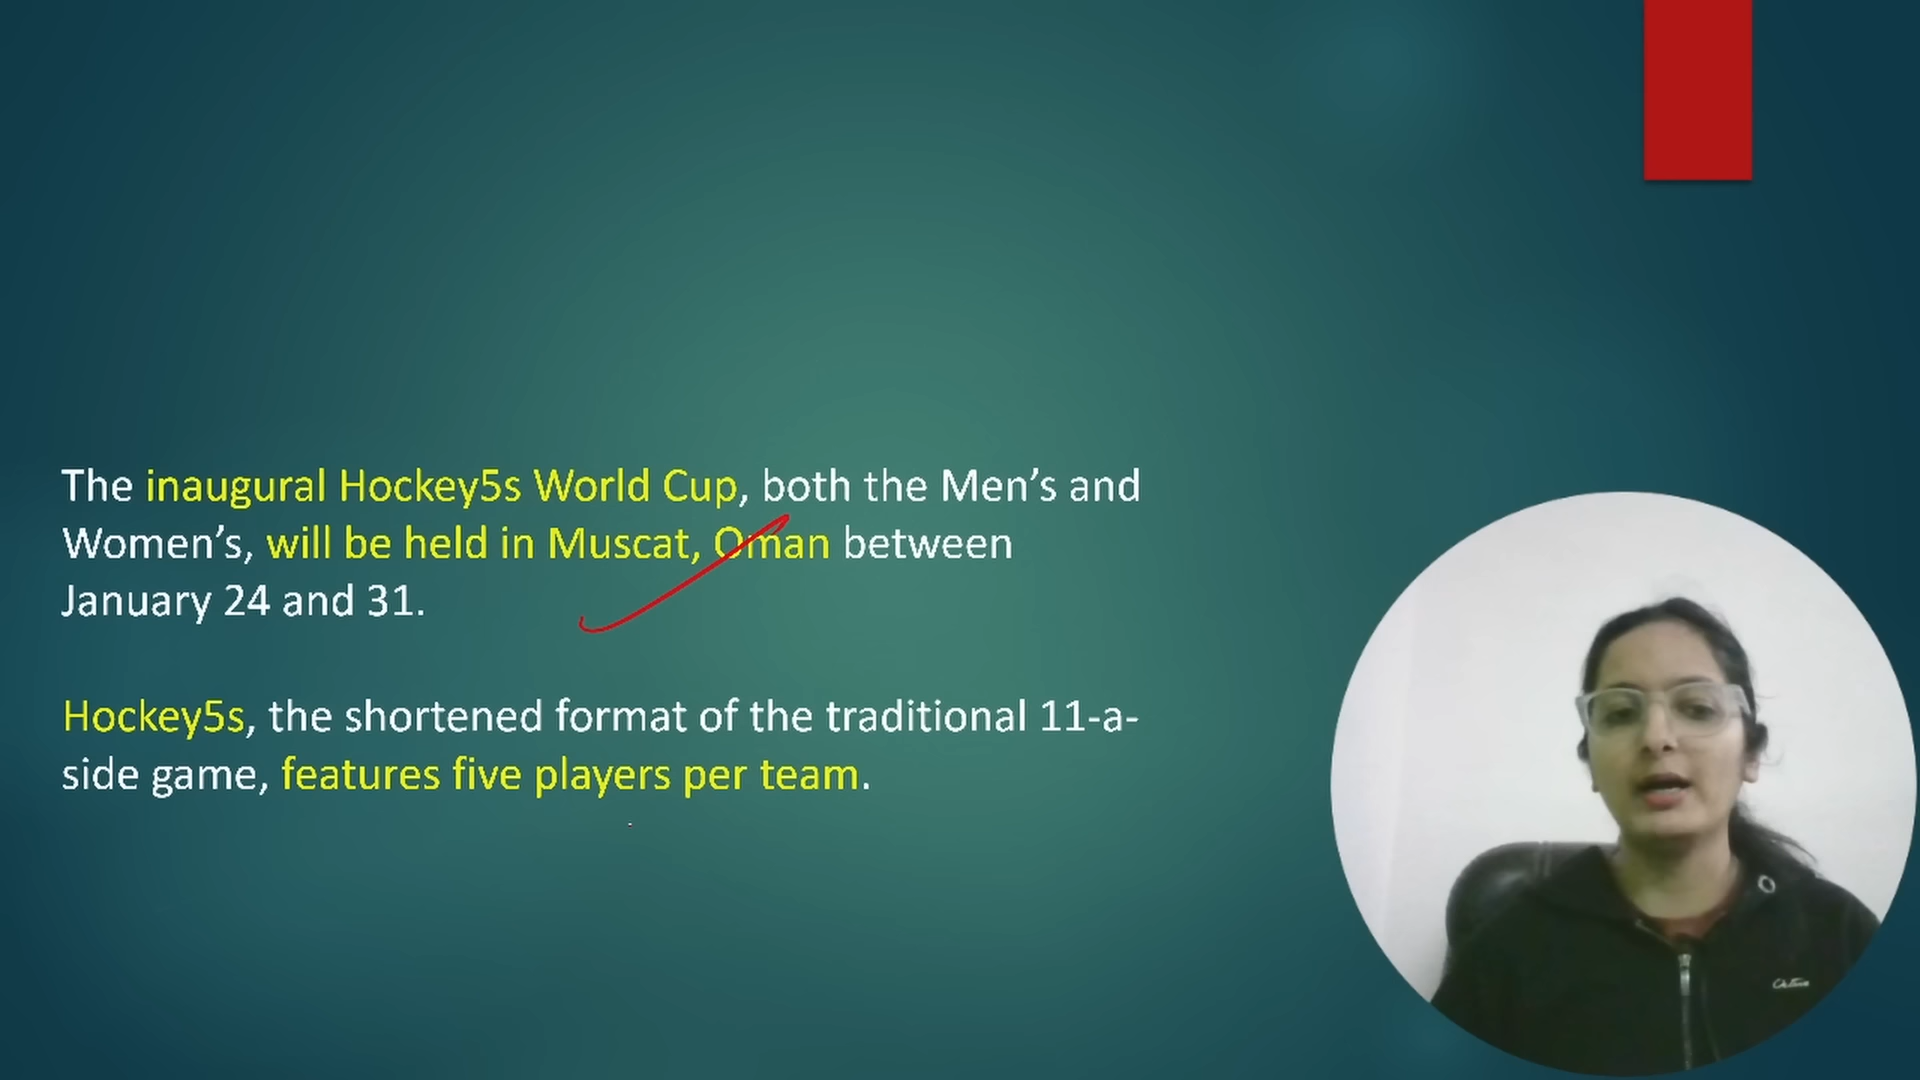 The inaugural Hockey5s World Cup, both the Men’s and
Women’s, will be held in Muscat, Oman between
January 24 and 31.
Hockey5s, the shortened format of the traditional 11-a-
side game, features five players per team.